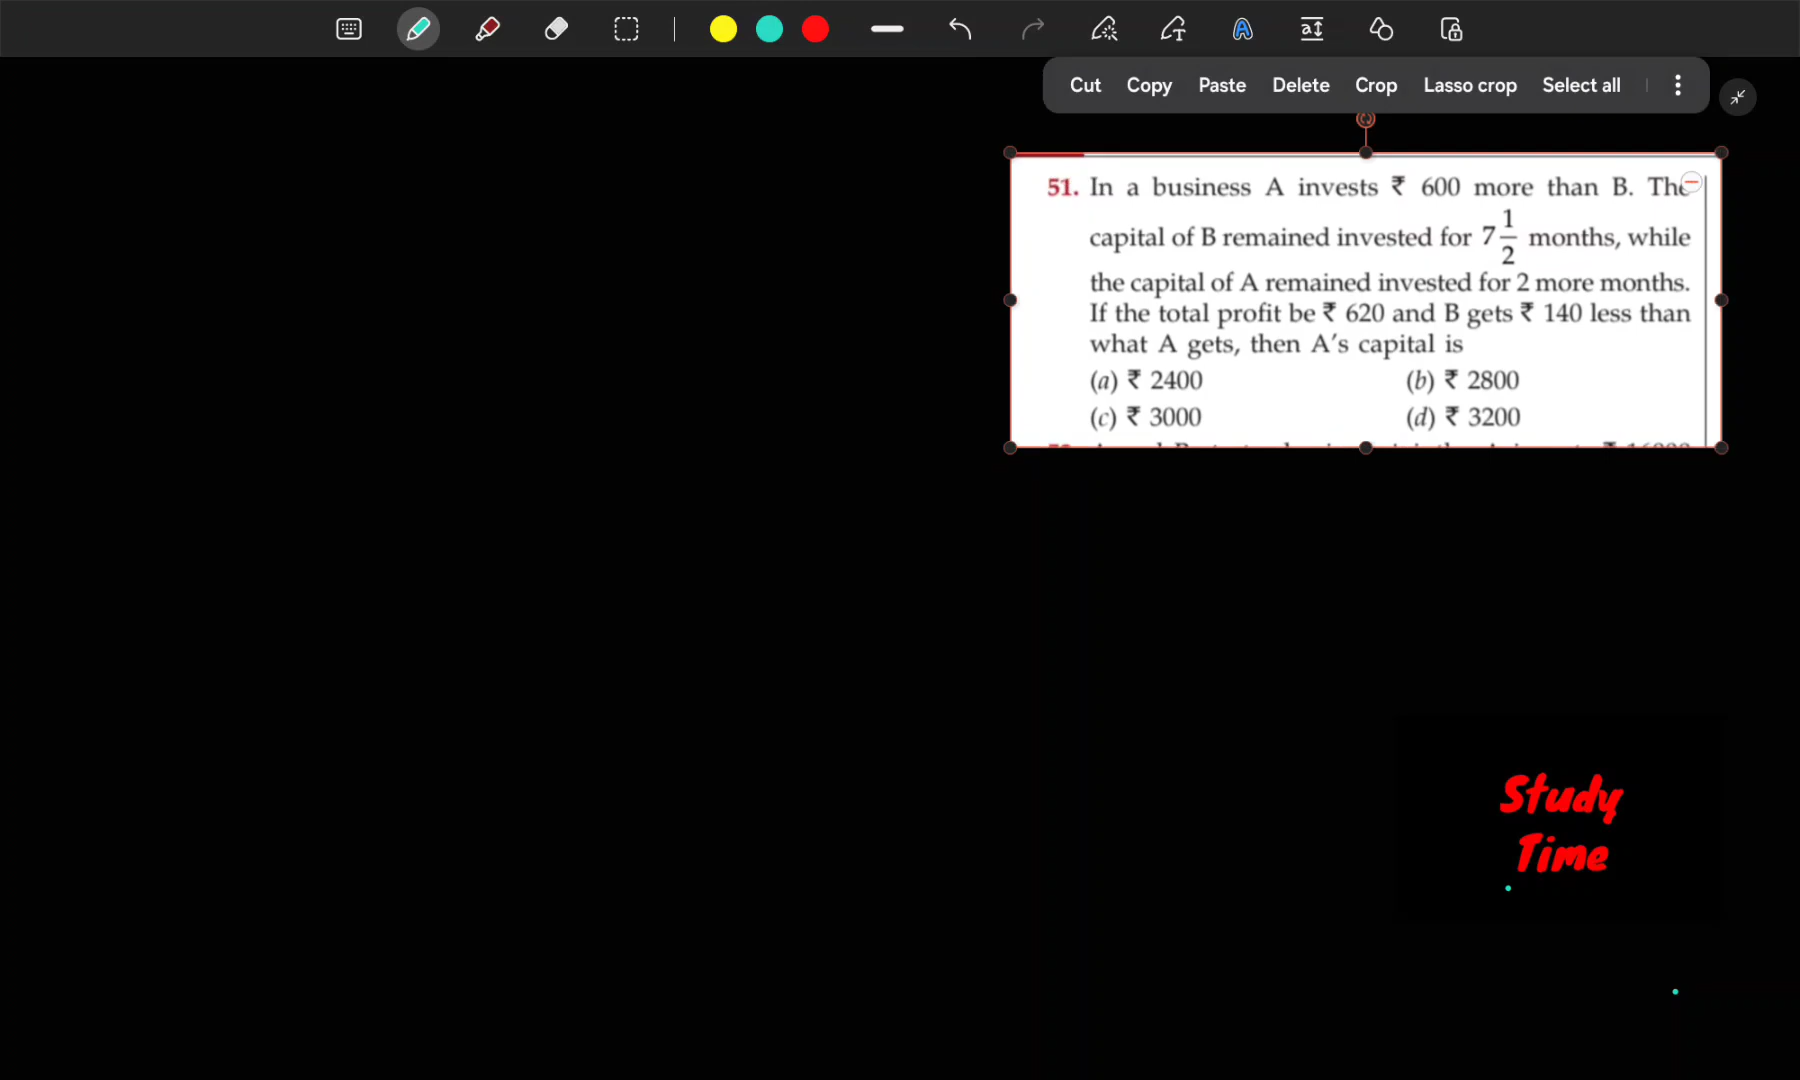 Cut Copy Paste Delete Crop Lasso crop Select all
51. In a business A invests ₹ 600 more than B. The
capital of B remained invested for 7 1/2 months, while
the capital of A remained invested for 2 more months.
If the total profit be ₹ 620 and B gets ₹ 140 less than
what A gets, then A's capital is
(a) ₹ 2400 (b) ₹ 2800
(c) ₹ 3000 (d) ₹ 3200
Study
Time